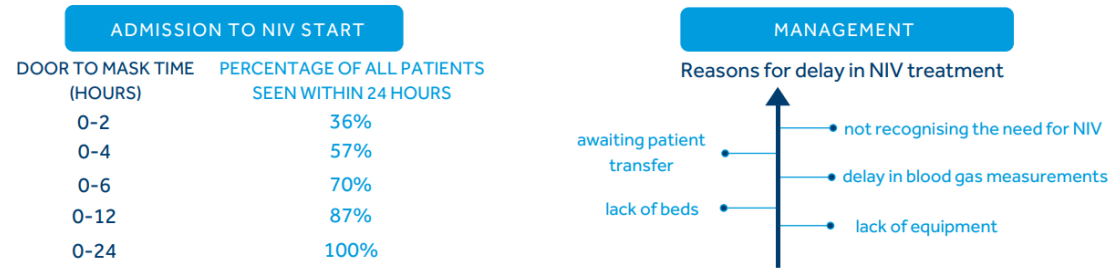 ADMISSION TO NIV START
DOOR TO MASK TIME
(HOURS)
PERCENTAGE OF ALL PATIENTS
SEEN WITHIN 24 HOURS
0-2 36%
0-4 57%
0-6 70%
0-12 87%
0-24 100%
MANAGEMENT
Reasons for delay in NIV treatment
not recognising the need for NIV
awaiting patient
transfer
delay in blood gas measurements
lack of beds
lack of equipment